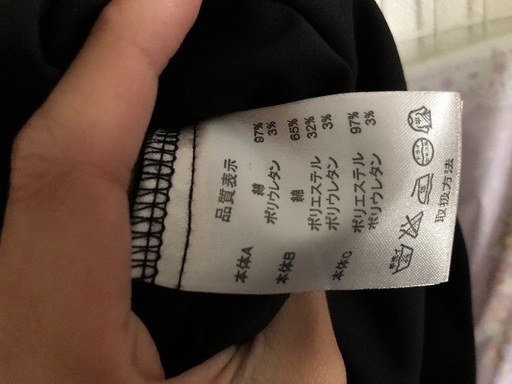 品質表示
本体A 綿 97%
ポリウレタン 3%
本体B 綿 65%
ポリエステル 32%
ポリウレタン 3%
本体C ポリエステル 97%
ポリウレタン 3%
取扱方法